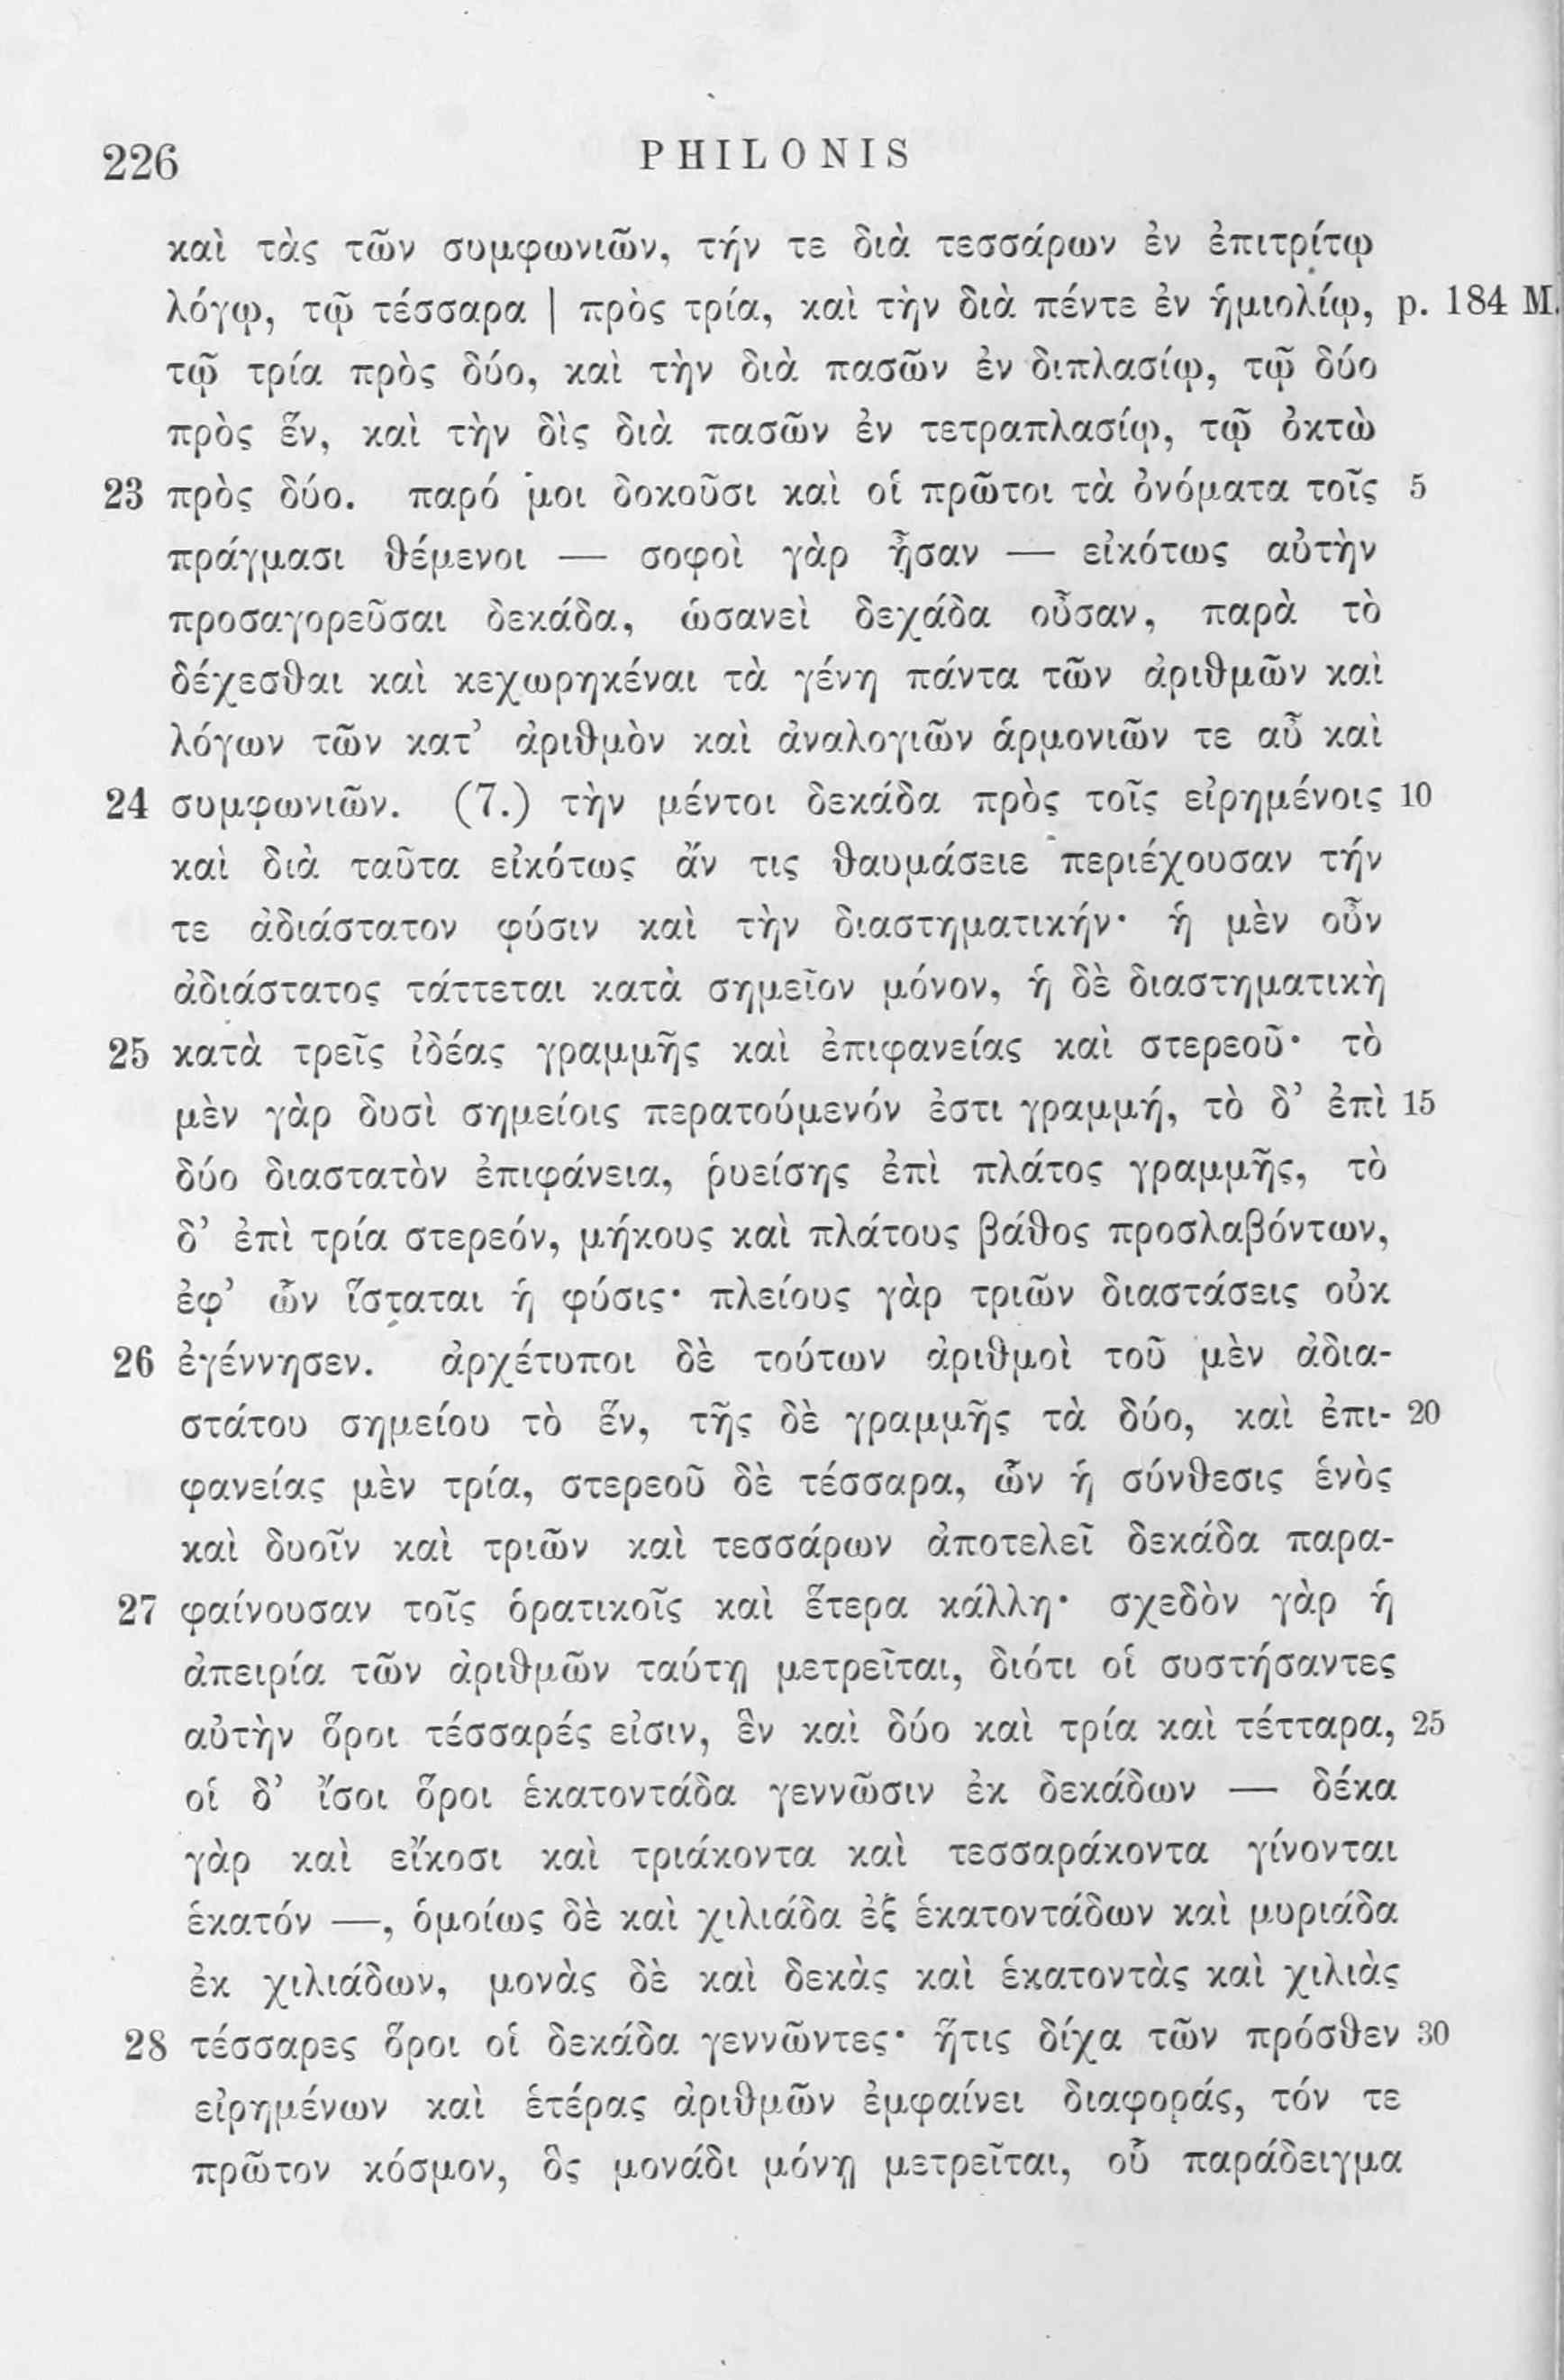 226 PHILONIS
καὶ τὰς τῶν συμφωνιῶν, τήν τε διὰ τεσσάρων ἐν ἐπιτρίτῳ
λόγῳ, τῷ τέσσαρα | πρὸς τρία, καὶ τὴν διὰ πέντε ἐν ἡμιολίῳ, p. 184 M.
τῷ τρία πρὸς δύο, καὶ τὴν διὰ πασῶν ἐν διπλασίῳ, τῷ δύο
πρὸς ἕν, καὶ τὴν δὶς διὰ πασῶν ἐν τετραπλασίῳ, τῷ ὀκτὼ
23 πρὸς δύο. παρό μοι δοκοῦσι καὶ οἱ πρῶτοι τὰ ὀνόματα τοῖς 5
πράγμασι θέμενοι — σοφοὶ γὰρ ἦσαν — εἰκότως αὐτὴν
προσαγορεῦσαι δεκάδα, ὡσανεὶ δεχάδα οὖσαν, παρὰ τὸ
δέχεσθαι καὶ κεχωρηκέναι τὰ γένη πάντα τῶν ἀριθμῶν καὶ
λόγων τῶν κατ’ ἀριθμὸν καὶ ἀναλογιῶν ἁρμονιῶν τε αὖ καὶ
24 συμφωνιῶν. (7.) τὴν μέντοι δεκάδα πρὸς τοῖς εἰρημένοις 10
καὶ διὰ ταῦτα εἰκότως ἄν τις θαυμάσειε περιέχουσαν τήν
τε ἀδιάστατον φύσιν καὶ τὴν διαστηματικήν· ἡ μὲν οὖν
ἀδιάστατος τάττεται κατὰ σημεῖον μόνον, ἡ δὲ διαστηματικὴ
25 κατὰ τρεῖς ἰδέας γραμμῆς καὶ ἐπιφανείας καὶ στερεοῦ· τὸ
μὲν γὰρ δυσὶ σημείοις περατούμενόν ἐστι γραμμή, τὸ δ’ ἐπὶ 15
δύο διαστατὸν ἐπιφάνεια, ῥυείσης ἐπὶ πλάτος γραμμῆς, τὸ
δ’ ἐπὶ τρία στερεόν, μήκους καὶ πλάτους βάθος προσλαβόντων,
ἐφ’ ὧν ἵσταται ἡ φύσις· πλείους γὰρ τριῶν διαστάσεις οὐκ
26 ἐγέννησεν. ἀρχέτυποι δὲ τούτων ἀριθμοὶ τοῦ μὲν ἀδια-
στάτου σημείου τὸ ἕν, τῆς δὲ γραμμῆς τὰ δύο, καὶ ἐπι- 20
φανείας μὲν τρία, στερεοῦ δὲ τέσσαρα, ὧν ἡ σύνθεσις ἑνὸς
καὶ δυοῖν καὶ τριῶν καὶ τεσσάρων ἀποτελεῖ δεκάδα παρα-
27 φαίνουσαν τοῖς ὁρατικοῖς καὶ ἕτερα κάλλη· σχεδὸν γὰρ ἡ
ἀπειρία τῶν ἀριθμῶν ταύτῃ μετρεῖται, διότι οἱ συστήσαντες
αὐτὴν ὅροι τέσσαρές εἰσιν, ἓν καὶ δύο καὶ τρία καὶ τέτταρα, 25
οἱ δ’ ἴσοι ὅροι ἑκατοντάδα γεννῶσιν ἐκ δεκάδων — δέκα
γὰρ καὶ εἴκοσι καὶ τριάκοντα καὶ τεσσαράκοντα γίνονται
ἑκατόν —, ὁμοίως δὲ καὶ χιλιάδα ἐξ ἑκατοντάδων καὶ μυριάδα
ἐκ χιλιάδων, μονὰς δὲ καὶ δεκὰς καὶ ἑκατοντὰς καὶ χιλιὰς
28 τέσσαρες ὅροι οἱ δεκάδα γεννῶντες· ἥτις δίχα τῶν πρόσθεν 30
εἰρημένων καὶ ἑτέρας ἀριθμῶν ἐμφαίνει διαφοράς, τόν τε
πρῶτον κόσμον, ὃς μονάδι μόνῃ μετρεῖται, οὗ παράδειγμα